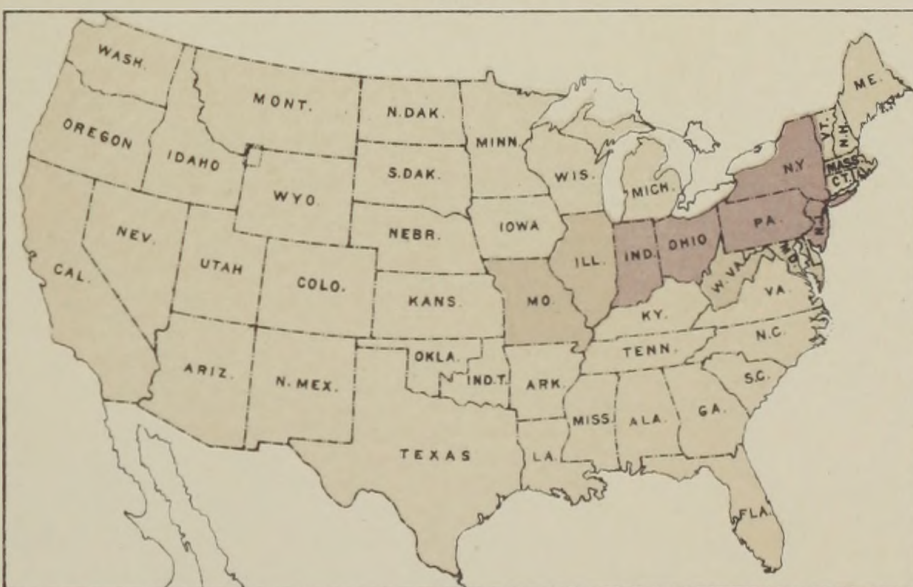 WASH.
MONT.
N.DAK.
MINN.
ME.
VT.
N.H.
OREGON
IDAHO
S.DAK.
WIS.
MICH.
N.Y.
MASS.
CT.
WYO.
NEBR.
IOWA
PA.
NEV.
UTAH
COLO.
ILL.
IND.
OHIO
CAL.
KANS.
MO.
W.VA.
VA.
KY.
ARIZ.
N.MEX.
OKLA.
IND.T.
ARK.
TENN.
N.C.
S.C.
TEXAS
LA.
MISS.
ALA.
GA.
FLA.